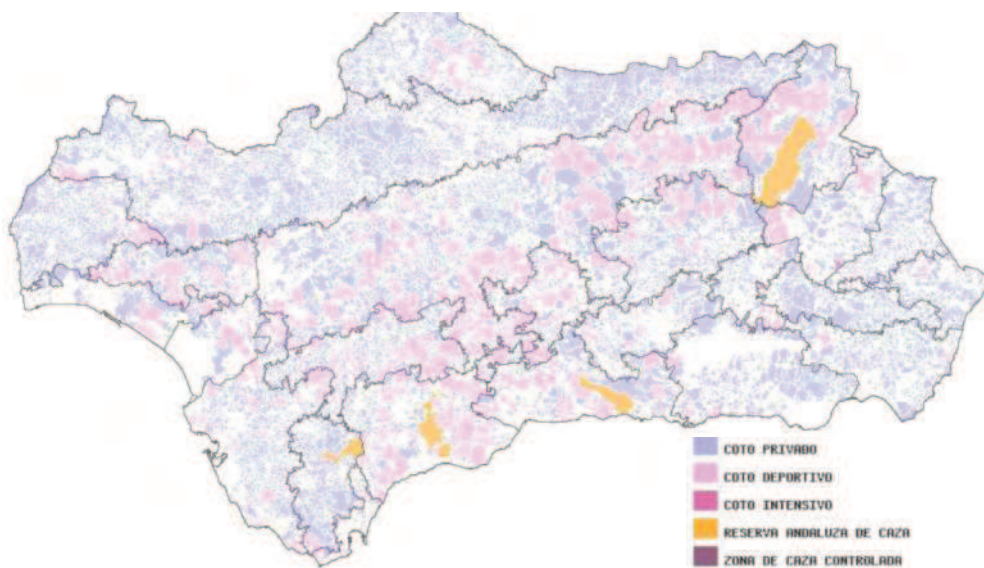 COTO PRIVADO
COTO DEPORTIVO
COTO INTENSIVO
RESERVA ANDALUZA DE CAZA
ZONA DE CAZA CONTROLADA